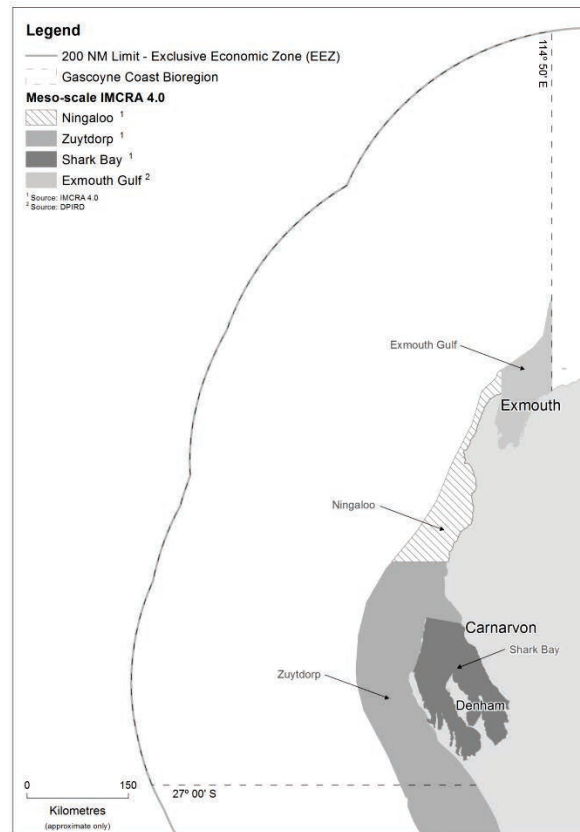 Legend
200 NM Limit - Exclusive Economic Zone (EEZ)
Gascoyne Coast Bioregion
Meso-scale IMCRA 4.0
Ningaloo 1
Zuytdorp 1
Shark Bay 1
Exmouth Gulf 2
1 Source: IMCRA 4.0
2 Source: DPIRD
114° 50' E
Exmouth Gulf
Exmouth
Ningaloo
Carnarvon
Shark Bay
Zuytdorp
Denham
0 150
27° 00' S
Kilometres
(approximate only)